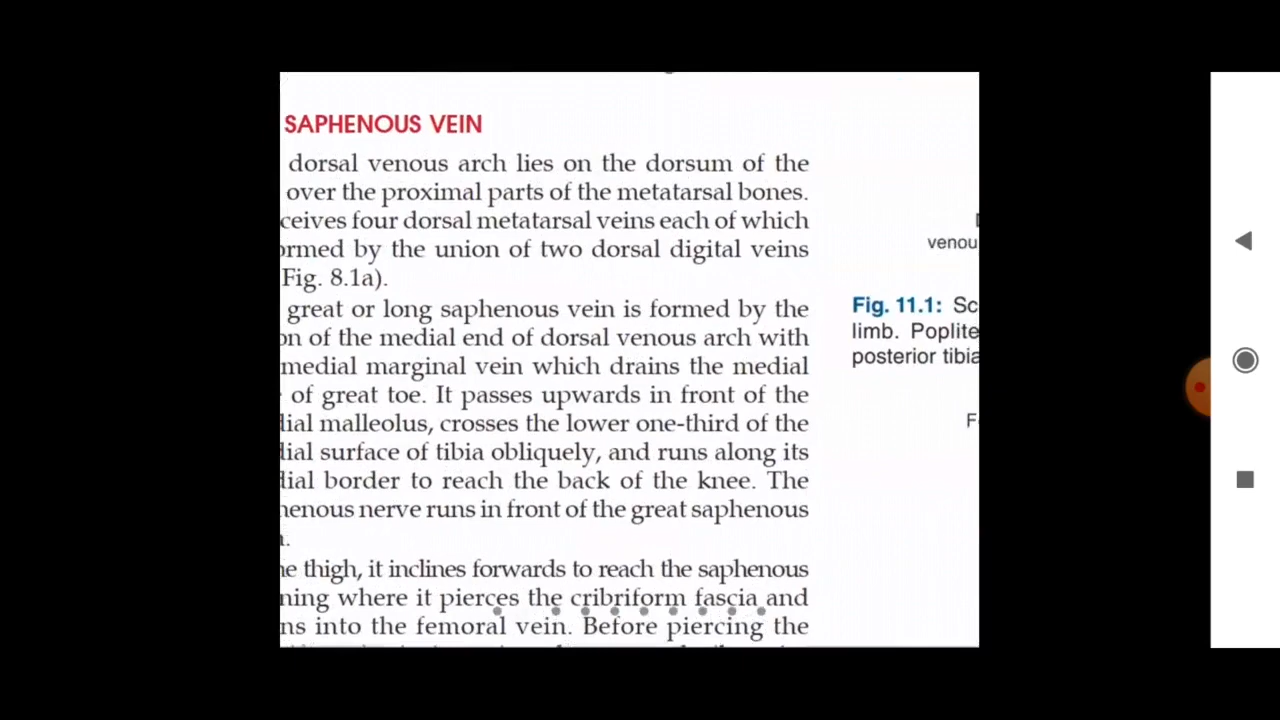 SAPHENOUS VEIN
dorsal venous arch lies on the dorsum of the
over the proximal parts of the metatarsal bones.
ceives four dorsal metatarsal veins each of which
ormed by the union of two dorsal digital veins
Fig. 8.1a).
great or long saphenous vein is formed by the
on of the medial end of dorsal venous arch with
medial marginal vein which drains the medial
of great toe. It passes upwards in front of the
dial malleolus, crosses the lower one-third of the
dial surface of tibia obliquely, and runs along its
dial border to reach the back of the knee. The
henous nerve runs in front of the great saphenous
he thigh, it inclines forwards to reach the saphenous
ning where it pierces the cribriform fascia and
ns into the femoral vein. Before piercing the
venou
Fig. 11.1: Sc
limb. Poplite
posterior tibia
F